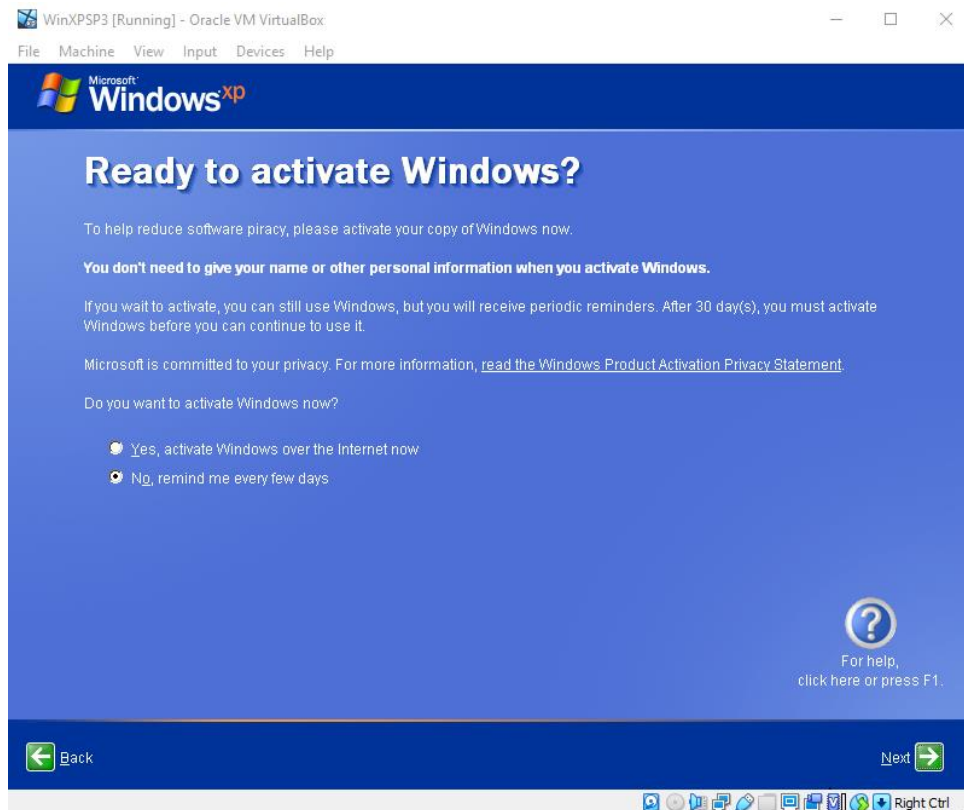 WinXPSP3 [Running] - Oracle VM VirtualBox
File Machine View Input Devices Help
Microsoft
Windows xp
Ready to activate Windows?
To help reduce software piracy, please activate your copy of Windows now.
You don't need to give your name or other personal information when you activate Windows.
If you wait to activate, you can still use Windows, but you will receive periodic reminders. After 30 day(s), you must activate
Windows before you can continue to use it.
Microsoft is committed to your privacy. For more information, read the Windows Product Activation Privacy Statement.
Do you want to activate Windows now?
Yes, activate Windows over the Internet now
No, remind me every few days
For help,
click here or press F1.
Back
Next
Right Ctrl